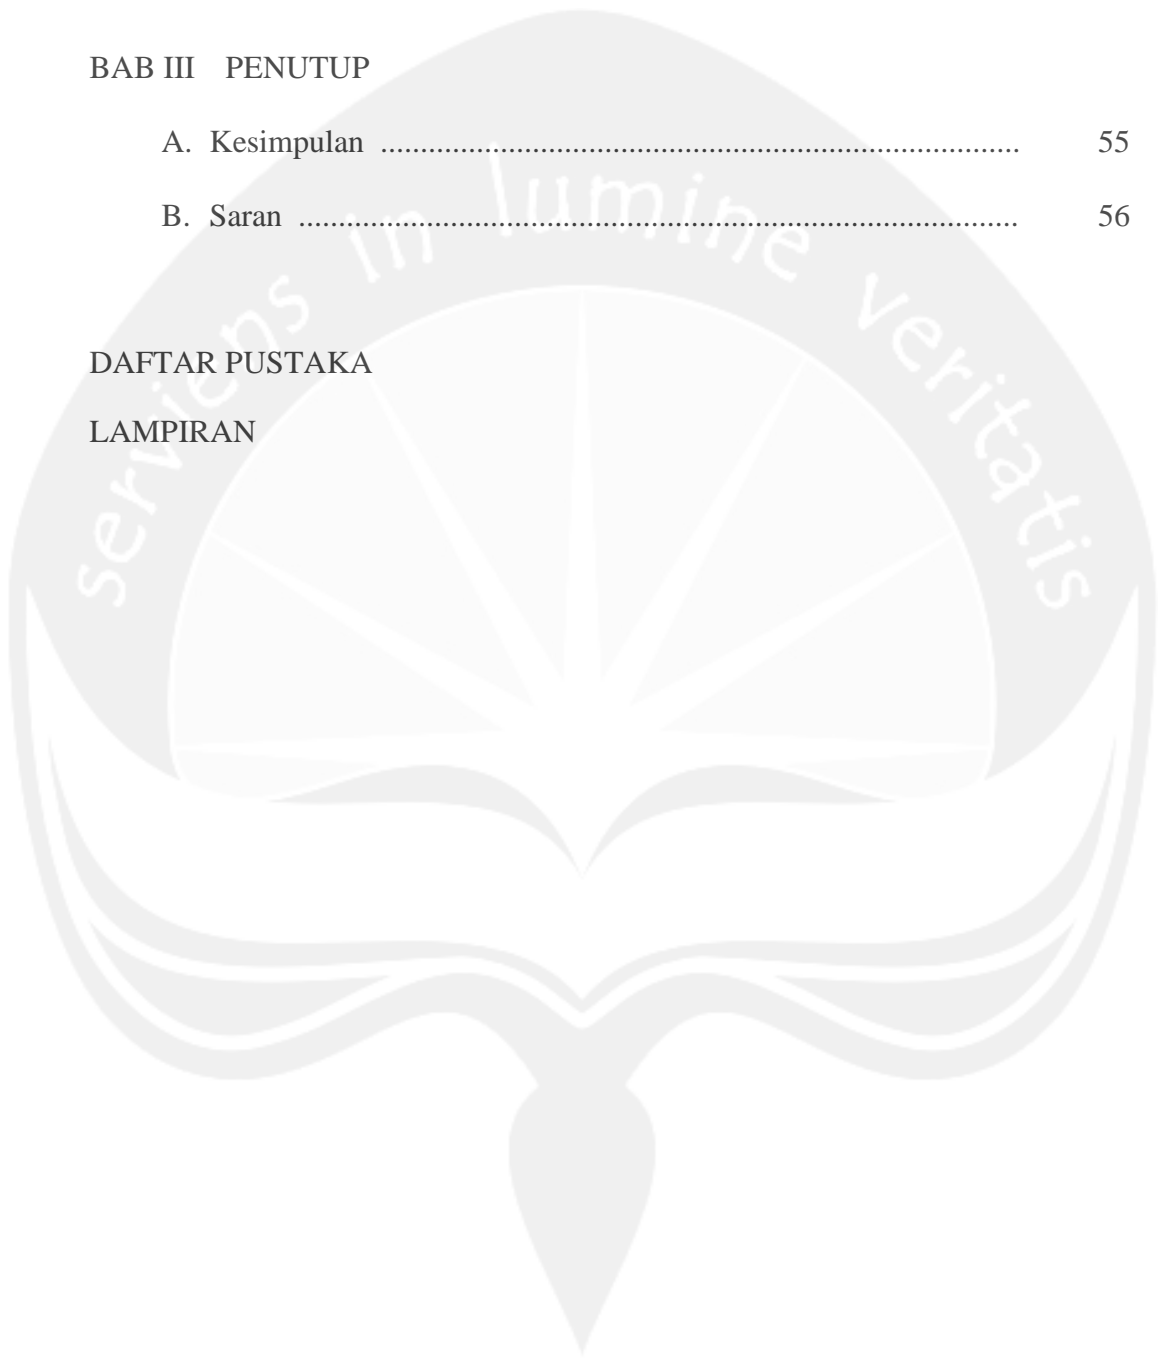 BAB III PENUTUP
A. Kesimpulan ........................................................................ 55
B. Saran ................................................................................. 56
DAFTAR PUSTAKA
LAMPIRAN
serviens in lumine veritatis